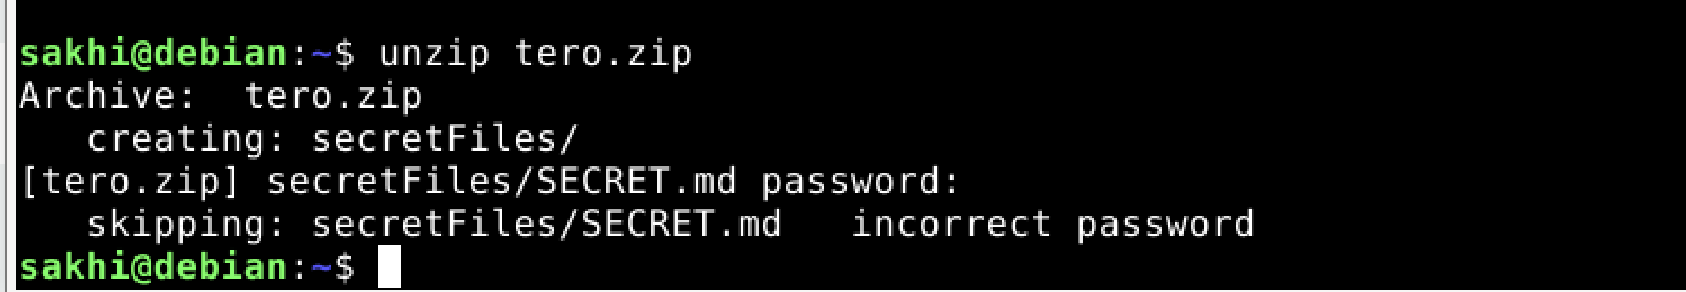 sakhi@debian:~$ unzip tero.zip
Archive:  tero.zip
   creating: secretFiles/
[tero.zip] secretFiles/SECRET.md password:
   skipping: secretFiles/SECRET.md   incorrect password
sakhi@debian:~$